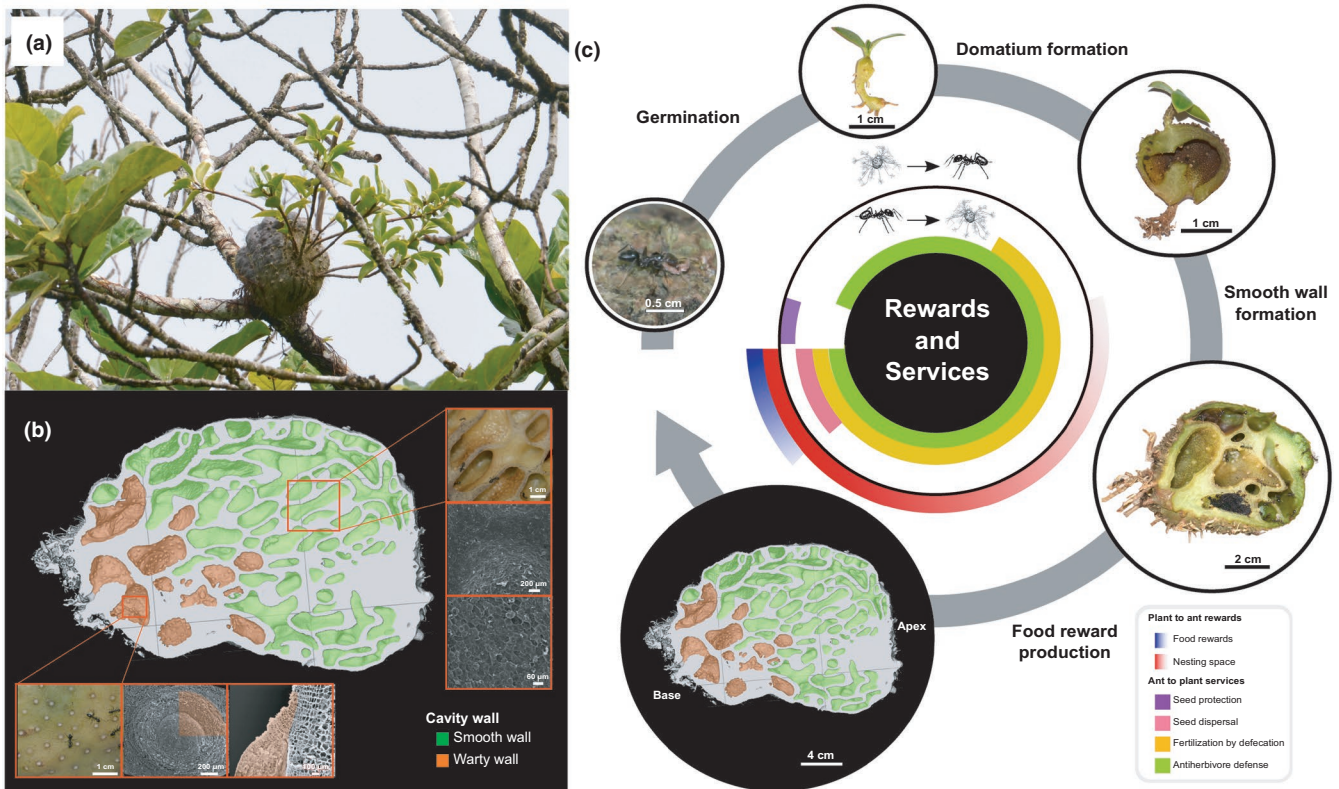 (a)
(b)
1 cm
200 µm
60 µm
1 cm
200 µm
100 µm
Cavity wall
Smooth wall
Warty wall
(c)
Germination
Domatium formation
1 cm
1 cm
0.5 cm
Smooth wall
formation
Rewards
and
Services
2 cm
Food reward
production
Apex
Base
4 cm
Plant to ant rewards
Food rewards
Nesting space
Ant to plant services
Seed protection
Seed dispersal
Fertilization by defecation
Antiherbivore defense